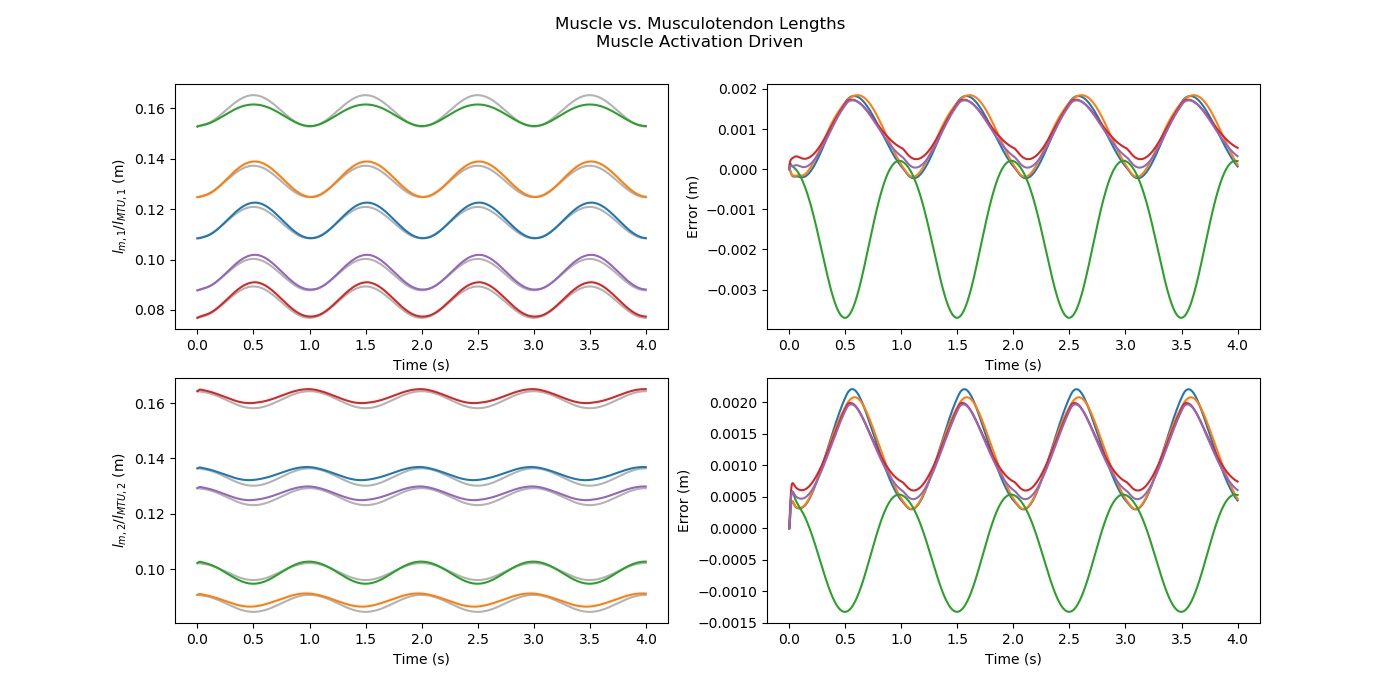 Muscle vs. Musculotendon Lengths
Muscle Activation Driven
l_{m,1}/l_{MTU,1} (m)
0.16
0.14
0.12
0.10
0.08
0.0 0.5 1.0 1.5 2.0 2.5 3.0 3.5 4.0
Time (s)
Error (m)
0.002
0.001
0.000
−0.001
−0.002
−0.003
0.0 0.5 1.0 1.5 2.0 2.5 3.0 3.5 4.0
Time (s)
l_{m,2}/l_{MTU,2} (m)
0.16
0.14
0.12
0.10
0.0 0.5 1.0 1.5 2.0 2.5 3.0 3.5 4.0
Time (s)
Error (m)
0.0020
0.0015
0.0010
0.0005
0.0000
−0.0005
−0.0010
−0.0015
0.0 0.5 1.0 1.5 2.0 2.5 3.0 3.5 4.0
Time (s)